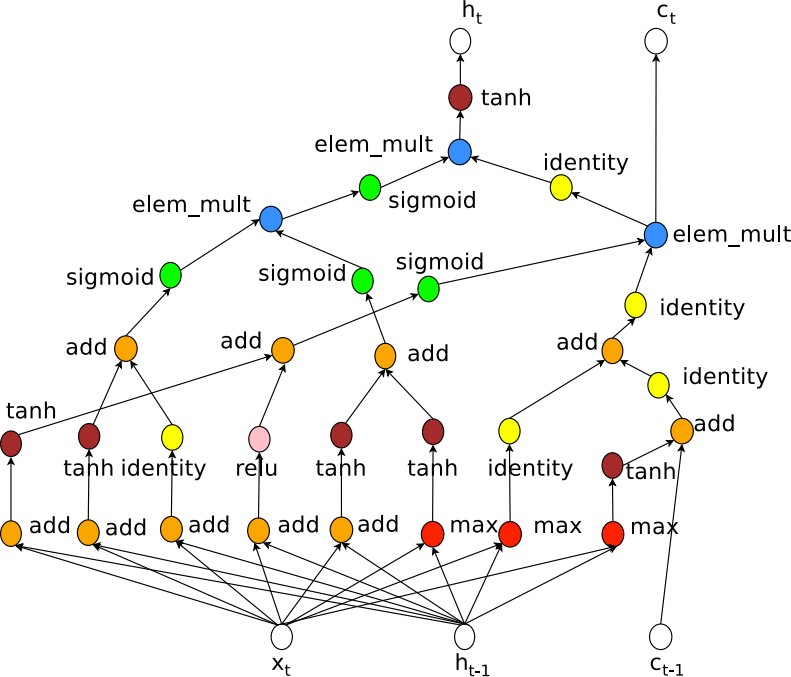 h_t c_t
tanh
elem_mult
identity
sigmoid
elem_mult
elem_mult
sigmoid
sigmoid
sigmoid
identity
add
add
add
add
identity
tanh
add
tanh
identity
relu
tanh
tanh
identity
tanh
add
add
add
add
add
max
max
max
x_t
h_t-1
c_t-1